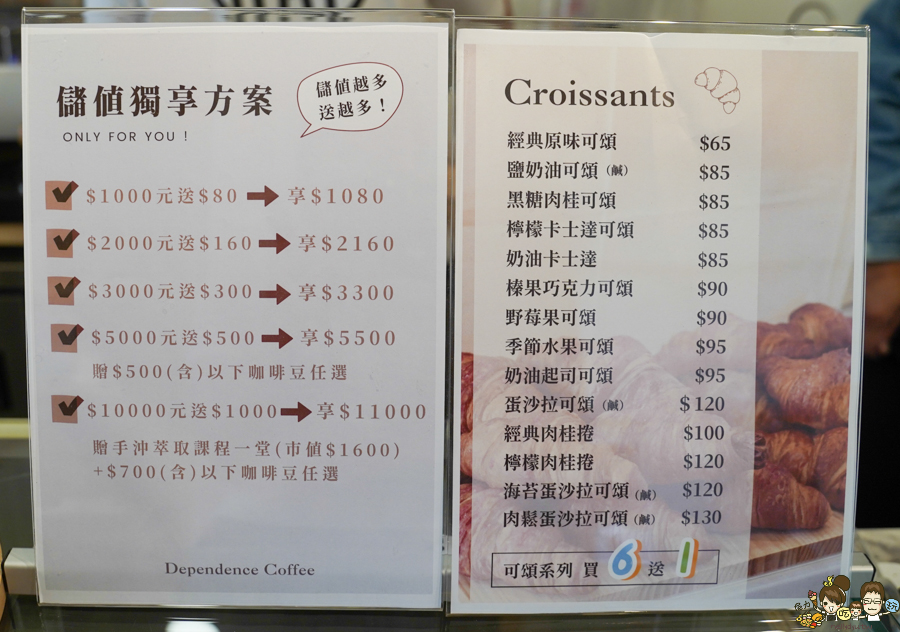 儲值獨享方案
ONLY FOR YOU !
儲值越多
送越多！
$1000元送$80 享$1080
$2000元送$160 享$2160
$3000元送$300 享$3300
$5000元送$500 享$5500
贈$500(含)以下咖啡豆任選
$10000元送$1000 享$11000
贈手沖萃取課程一堂(市值$1600)
+$700(含)以下咖啡豆任選
Dependence Coffee
Croissants
經典原味可頌 $65
鹽奶油可頌(鹹) $85
黑糖肉桂可頌 $85
檸檬卡士達可頌 $85
奶油卡士達 $85
榛果巧克力可頌 $90
野莓果可頌 $90
季節水果可頌 $95
奶油起司可頌 $95
蛋沙拉可頌(鹹) $120
經典肉桂捲 $100
檸檬肉桂捲 $120
海苔蛋沙拉可頌(鹹) $120
肉鬆蛋沙拉可頌(鹹) $130
可頌系列 買6送1